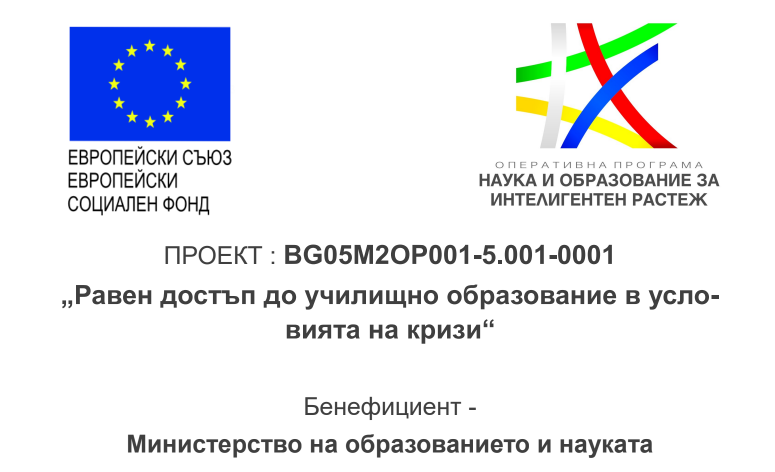 ЕВРОПЕЙСКИ СЪЮЗ
ЕВРОПЕЙСКИ
СОЦИАЛЕН ФОНД
ОПЕРАТИВНА ПРОГРАМА
НАУКА И ОБРАЗОВАНИЕ ЗА
ИНТЕЛИГЕНТЕН РАСТЕЖ
ПРОЕКТ : BG05M2OP001-5.001-0001
„Равен достъп до училищно образование в усло-
вията на кризи“
Бенефициент -
Министерство на образованието и науката